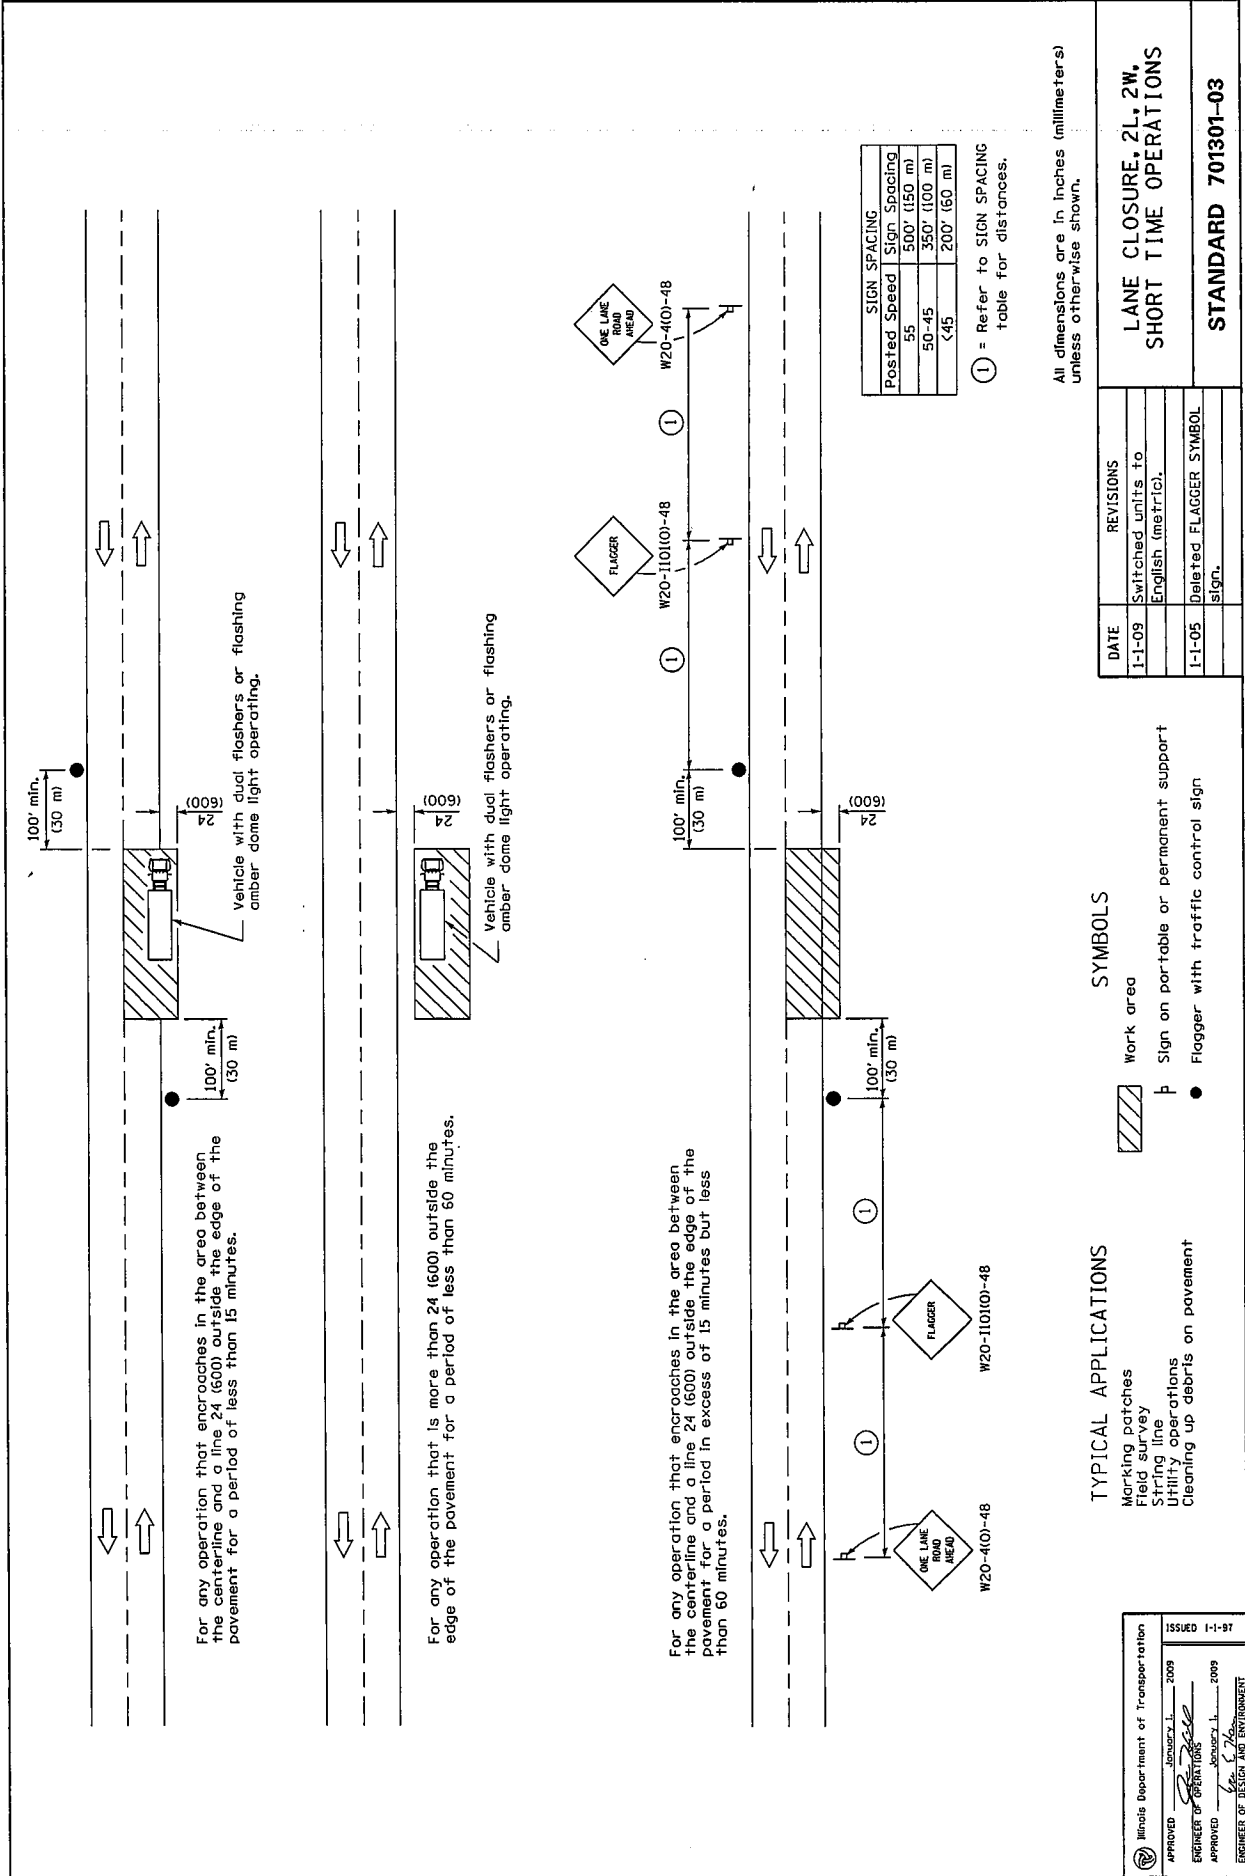 100' min.
(30 m)
24
(600)
Vehicle with dual flashers or flashing
amber dome light operating.
100' min.
(30 m)
For any operation that encroaches in the area between
the centerline and a line 24 (600) outside the edge of the
pavement for a period of less than 15 minutes.
24
(600)
Vehicle with dual flashers or flashing
amber dome light operating.
For any operation that is more than 24 (600) outside the
edge of the pavement for a period of less than 60 minutes.
ONE LANE
ROAD
AHEAD
W20-4(O)-48
FLAGGER
W20-I101(O)-48
1
1
100' min.
(30 m)
24
(600)
100' min.
(30 m)
For any operation that encroaches in the area between
the centerline and a line 24 (600) outside the edge of the
pavement for a period in excess of 15 minutes but less
than 60 minutes.
1
1
FLAGGER
W20-I101(O)-48
ONE LANE
ROAD
AHEAD
W20-4(O)-48
SIGN SPACING
Posted Speed Sign Spacing
55 500' (150 m)
50-45 350' (100 m)
<45 200' (60 m)
1 = Refer to SIGN SPACING
table for distances.
All dimensions are in inches (millimeters)
unless otherwise shown.
TYPICAL APPLICATIONS
Marking patches
Field survey
String line
Utility operations
Cleaning up debris on pavement
SYMBOLS
Work area
Sign on portable or permanent support
Flagger with traffic control sign
Illinois Department of Transportation
APPROVED January 1, 2009
ENGINEER OF OPERATIONS
APPROVED January 1, 2009
ENGINEER OF DESIGN AND ENVIRONMENT
ISSUED 1-1-97
DATE REVISIONS
1-1-09 Switched units to
English (metric).
1-1-05 Deleted FLAGGER SYMBOL
sign.
LANE CLOSURE, 2L, 2W,
SHORT TIME OPERATIONS
STANDARD 701301-03